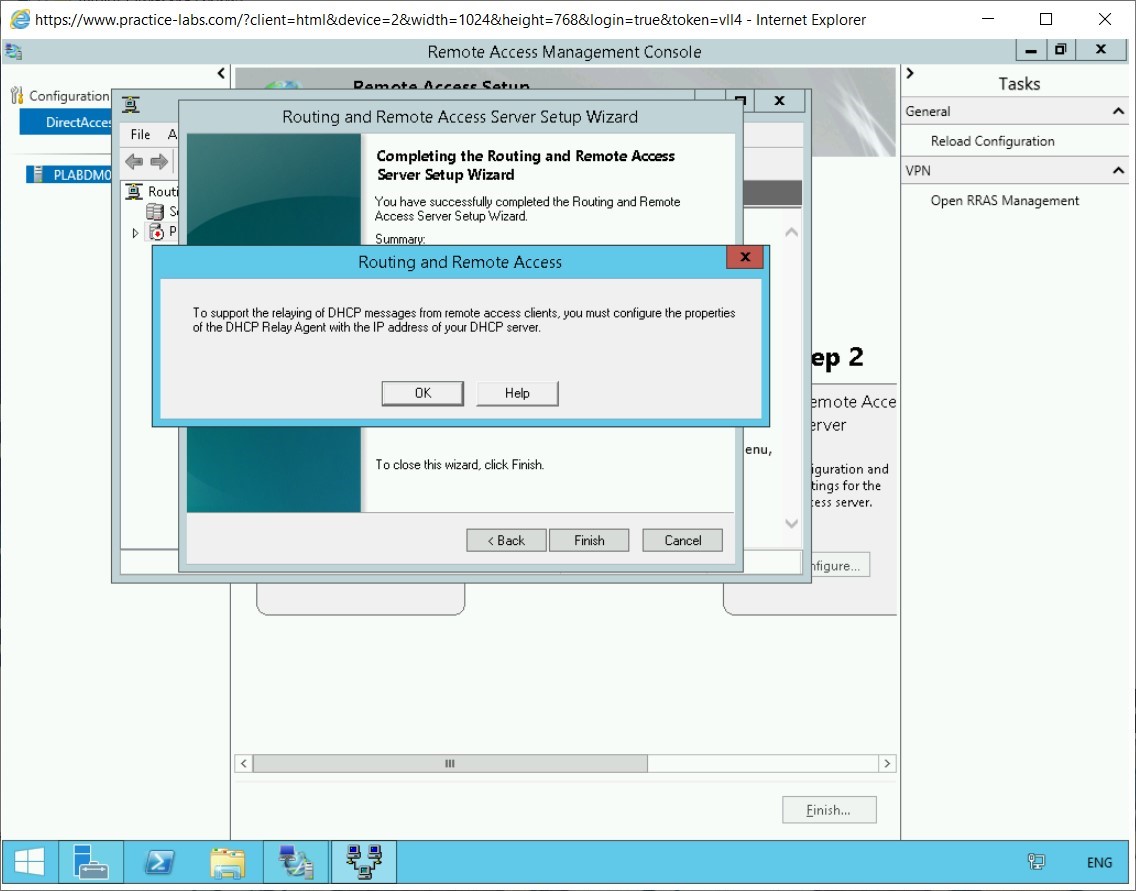 https://www.practice-labs.com/?client=html&device=2&width=1024&height=768&login=true&token=vll4 - Internet Explorer
Remote Access Management Console
Configuration
DirectAcces
PLABDM0
Remote Access Setup
File A
Routi
S
P
Routing and Remote Access Server Setup Wizard
Completing the Routing and Remote Access
Server Setup Wizard
You have successfully completed the Routing and Remote
Access Server Setup Wizard.
Summary:
Routing and Remote Access
To support the relaying of DHCP messages from remote access clients, you must configure the properties
of the DHCP Relay Agent with the IP address of your DHCP server.
OK Help
To close this wizard, click Finish.
< Back Finish Cancel
enu,
ep 2
emote Acce
erver
iguration and
tings for the
cess server.
nfigure...
Finish...
Tasks
General
Reload Configuration
VPN
Open RRAS Management
ENG